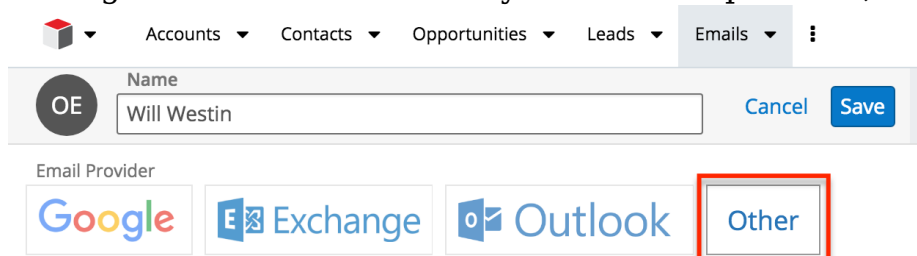 Accounts Contacts Opportunities Leads Emails
Name
OE Will Westin Cancel Save
Email Provider
Google E Exchange o Outlook Other